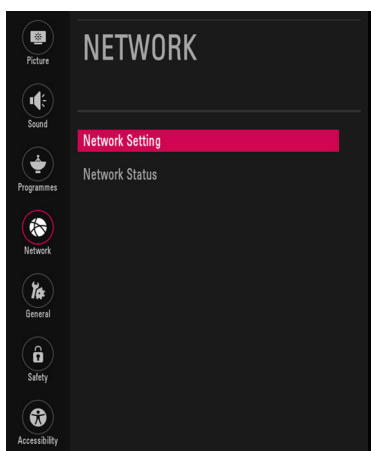 Picture
Sound
Programmes
Network
General
Safety
Accessibility
NETWORK
Network Setting
Network Status